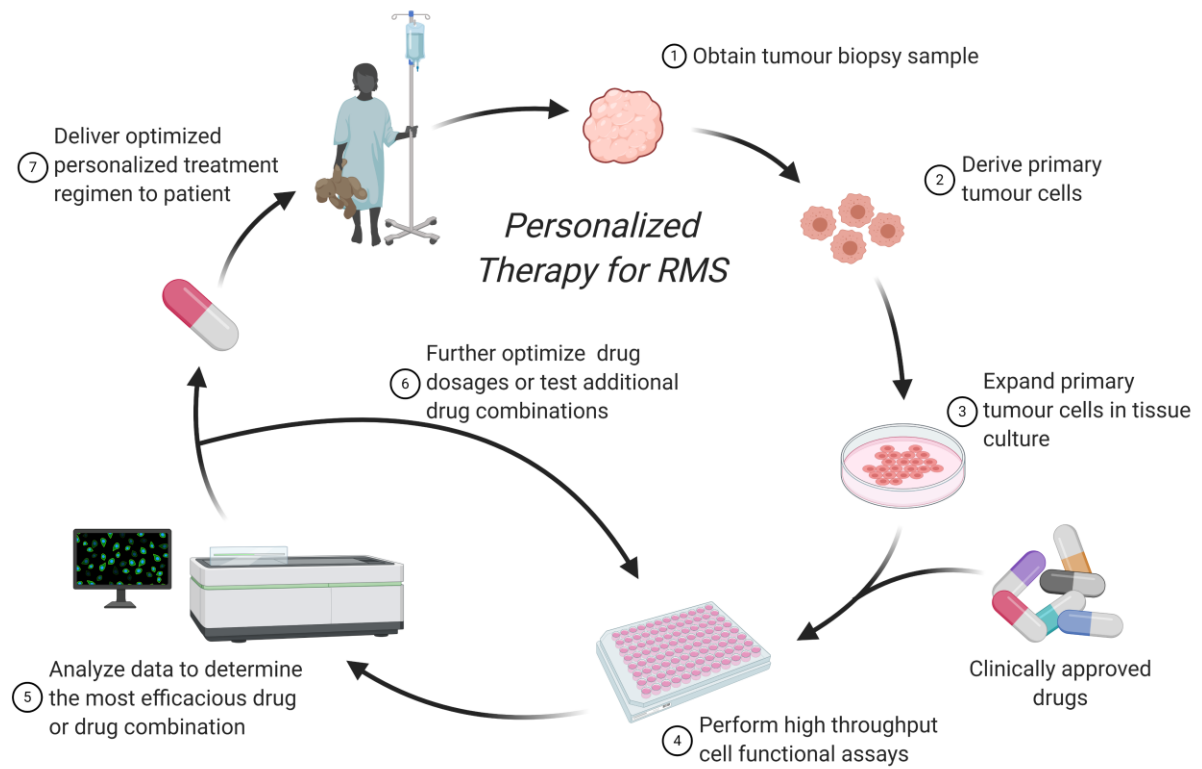 Personalized
Therapy for RMS
1 Obtain tumour biopsy sample
2 Derive primary
tumour cells
3 Expand primary
tumour cells in tissue
culture
Clinically approved
drugs
4 Perform high throughput
cell functional assays
5 Analyze data to determine
the most efficacious drug
or drug combination
6 Further optimize drug
dosages or test additional
drug combinations
7 Deliver optimized
personalized treatment
regimen to patient